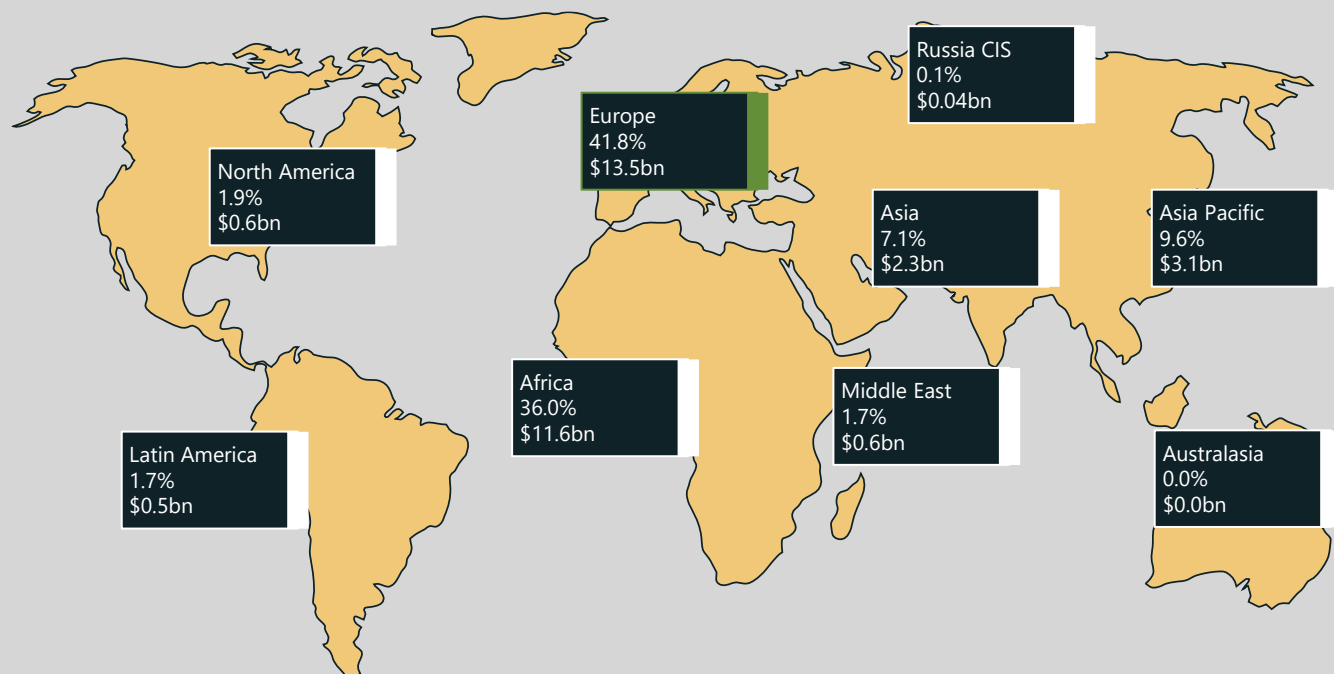 Russia CIS
0.1%
$0.04bn
Europe
41.8%
$13.5bn
North America
1.9%
$0.6bn
Asia
7.1%
$2.3bn
Asia Pacific
9.6%
$3.1bn
Africa
36.0%
$11.6bn
Middle East
1.7%
$0.6bn
Latin America
1.7%
$0.5bn
Australasia
0.0%
$0.0bn